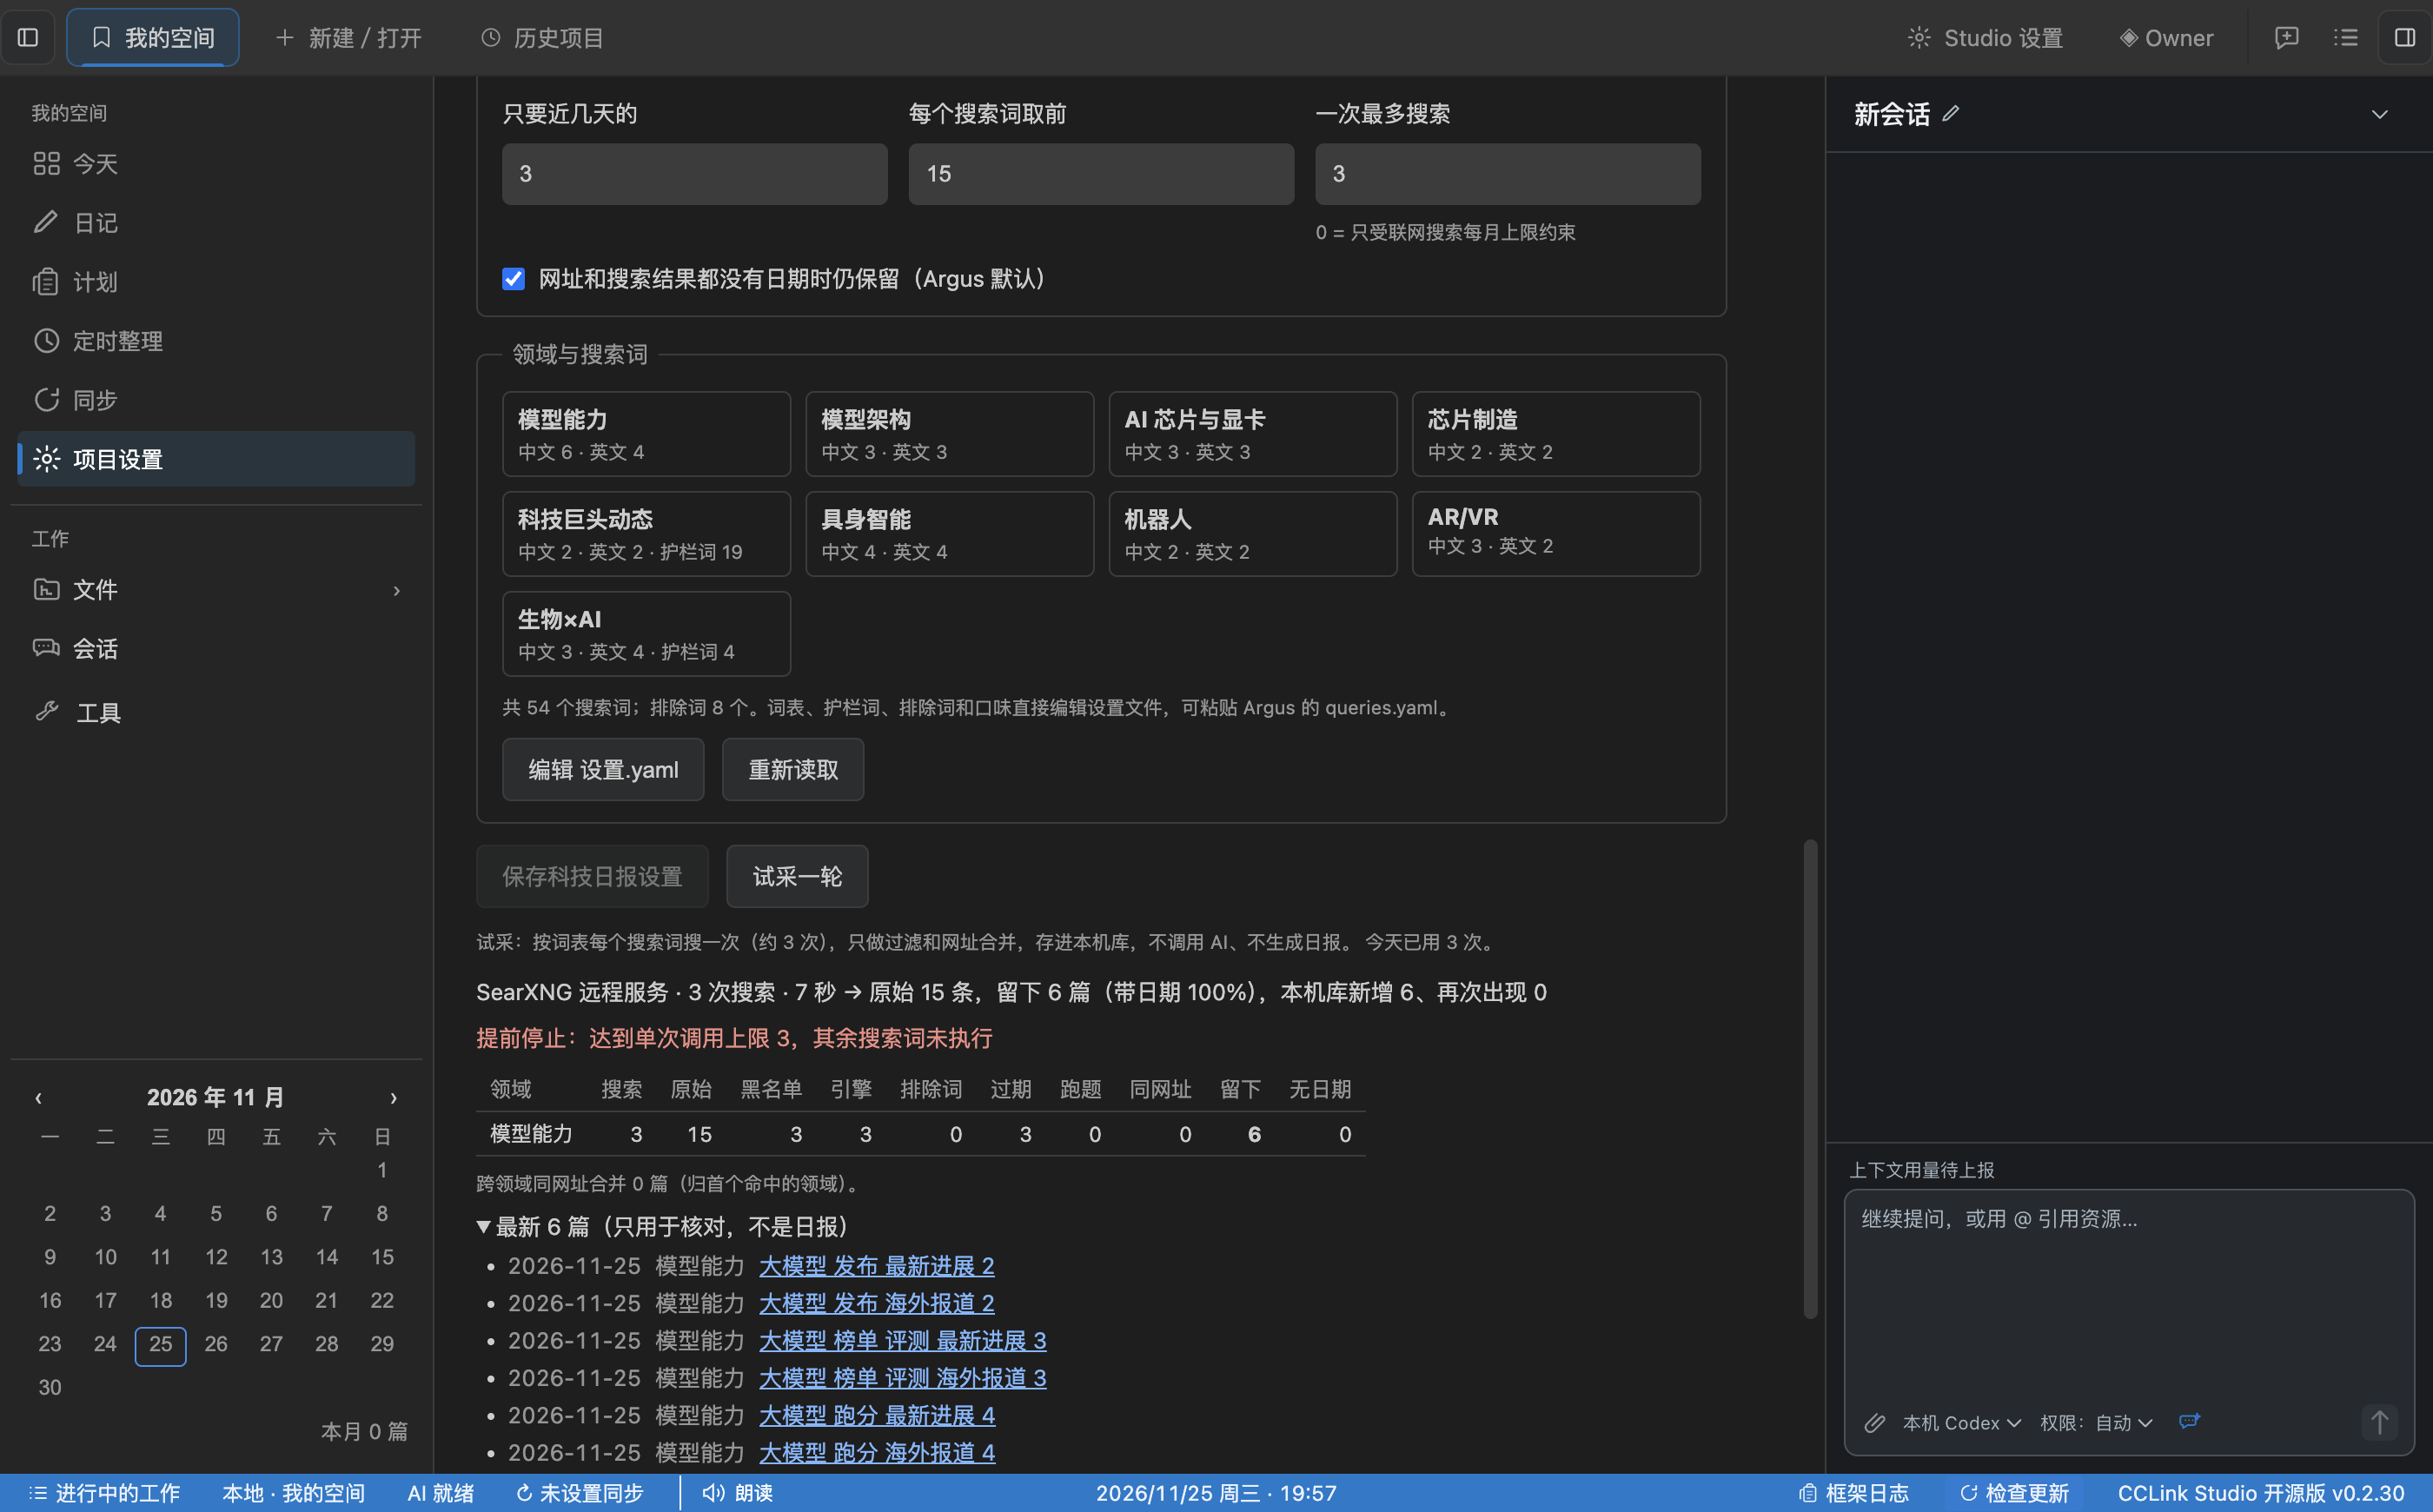 我的空间
新建 / 打开
历史项目
Studio 设置
Owner
我的空间
今天
日记
计划
定时整理
同步
项目设置
工作
文件
会话
工具
2026 年 11 月
一 二 三 四 五 六 日
1
2 3 4 5 6 7 8
9 10 11 12 13 14 15
16 17 18 19 20 21 22
23 24 25 26 27 28 29
30
本月 0 篇
只要近几天的 每个搜索词取前 一次最多搜索
3 15 3
0 = 只受联网搜索每月上限约束
网址和搜索结果都没有日期时仍保留（Argus 默认）
领域与搜索词
模型能力
中文 6 · 英文 4
模型架构
中文 3 · 英文 3
AI 芯片与显卡
中文 3 · 英文 3
芯片制造
中文 2 · 英文 2
科技巨头动态
中文 2 · 英文 2 · 护栏词 19
具身智能
中文 4 · 英文 4
机器人
中文 2 · 英文 2
AR/VR
中文 3 · 英文 2
生物×AI
中文 3 · 英文 4 · 护栏词 4
共 54 个搜索词；排除词 8 个。词表、护栏词、排除词和口味直接编辑设置文件，可粘贴 Argus 的 queries.yaml。
编辑 设置.yaml
重新读取
保存科技日报设置
试采一轮
试采：按词表每个搜索词搜一次（约 3 次），只做过滤和网址合并，存进本机库，不调用 AI、不生成日报。 今天已用 3 次。
SearXNG 远程服务 · 3 次搜索 · 7 秒 → 原始 15 条，留下 6 篇（带日期 100%），本机库新增 6、再次出现 0
提前停止：达到单次调用上限 3，其余搜索词未执行
领域 搜索 原始 黑名单 引擎 排除词 过期 跑题 同网址 留下 无日期
模型能力 3 15 3 3 0 3 0 0 6 0
跨领域同网址合并 0 篇（归首个命中的领域）。
▼最新 6 篇（只用于核对，不是日报）
• 2026-11-25 模型能力 大模型 发布 最新进展 2
• 2026-11-25 模型能力 大模型 发布 海外报道 2
• 2026-11-25 模型能力 大模型 榜单 评测 最新进展 3
• 2026-11-25 模型能力 大模型 榜单 评测 海外报道 3
• 2026-11-25 模型能力 大模型 跑分 最新进展 4
• 2026-11-25 模型能力 大模型 跑分 海外报道 4
新会话
上下文用量待上报
继续提问，或用 @ 引用资源...
本机 Codex
权限：自动
进行中的工作
本地 · 我的空间
AI 就绪
未设置同步
朗读
2026/11/25 周三 · 19:57
框架日志
检查更新
CCLink Studio 开源版 v0.2.30